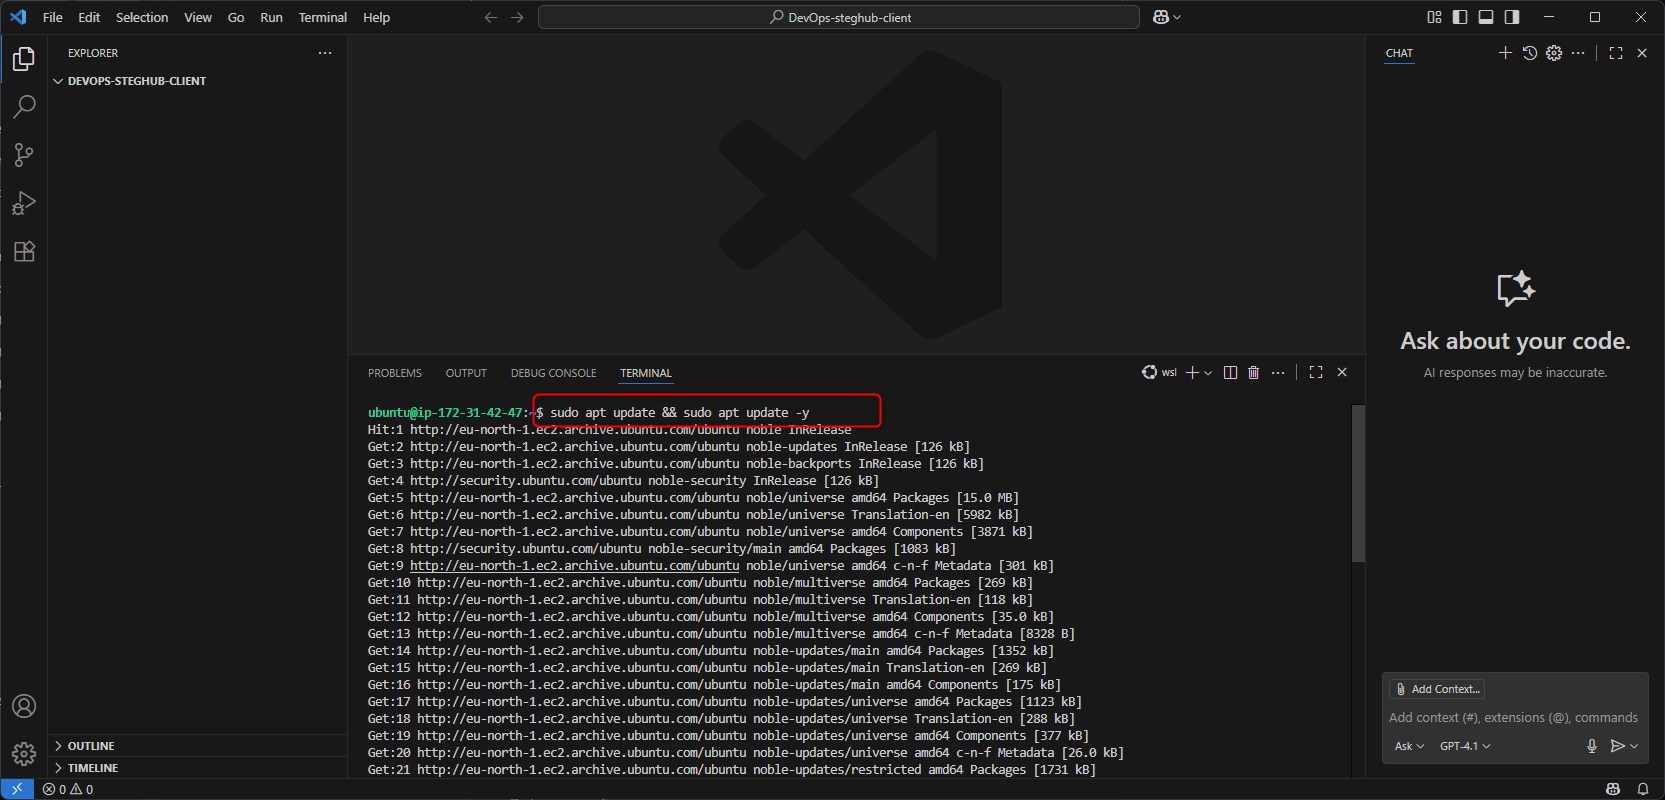 File Edit Selection View Go Run Terminal Help
DevOps-steghub-client
EXPLORER
DEVOPS-STEGHUB-CLIENT
OUTLINE
TIMELINE
PROBLEMS OUTPUT DEBUG CONSOLE TERMINAL
wsl
ubuntu@ip-172-31-42-47:~$ sudo apt update && sudo apt update -y
Hit:1 http://eu-north-1.ec2.archive.ubuntu.com/ubuntu noble InRelease
Get:2 http://eu-north-1.ec2.archive.ubuntu.com/ubuntu noble-updates InRelease [126 kB]
Get:3 http://eu-north-1.ec2.archive.ubuntu.com/ubuntu noble-backports InRelease [126 kB]
Get:4 http://security.ubuntu.com/ubuntu noble-security InRelease [126 kB]
Get:5 http://eu-north-1.ec2.archive.ubuntu.com/ubuntu noble/universe amd64 Packages [15.0 MB]
Get:6 http://eu-north-1.ec2.archive.ubuntu.com/ubuntu noble/universe Translation-en [5982 kB]
Get:7 http://eu-north-1.ec2.archive.ubuntu.com/ubuntu noble/universe amd64 Components [3871 kB]
Get:8 http://security.ubuntu.com/ubuntu noble-security/main amd64 Packages [1083 kB]
Get:9 http://eu-north-1.ec2.archive.ubuntu.com/ubuntu noble/universe amd64 c-n-f Metadata [301 kB]
Get:10 http://eu-north-1.ec2.archive.ubuntu.com/ubuntu noble/multiverse amd64 Packages [269 kB]
Get:11 http://eu-north-1.ec2.archive.ubuntu.com/ubuntu noble/multiverse Translation-en [118 kB]
Get:12 http://eu-north-1.ec2.archive.ubuntu.com/ubuntu noble/multiverse amd64 Components [35.0 kB]
Get:13 http://eu-north-1.ec2.archive.ubuntu.com/ubuntu noble/multiverse amd64 c-n-f Metadata [8328 B]
Get:14 http://eu-north-1.ec2.archive.ubuntu.com/ubuntu noble-updates/main amd64 Packages [1352 kB]
Get:15 http://eu-north-1.ec2.archive.ubuntu.com/ubuntu noble-updates/main Translation-en [269 kB]
Get:16 http://eu-north-1.ec2.archive.ubuntu.com/ubuntu noble-updates/main amd64 Components [175 kB]
Get:17 http://eu-north-1.ec2.archive.ubuntu.com/ubuntu noble-updates/universe amd64 Packages [1123 kB]
Get:18 http://eu-north-1.ec2.archive.ubuntu.com/ubuntu noble-updates/universe Translation-en [288 kB]
Get:19 http://eu-north-1.ec2.archive.ubuntu.com/ubuntu noble-updates/universe amd64 Components [377 kB]
Get:20 http://eu-north-1.ec2.archive.ubuntu.com/ubuntu noble-updates/universe amd64 c-n-f Metadata [26.0 kB]
Get:21 http://eu-north-1.ec2.archive.ubuntu.com/ubuntu noble-updates/restricted amd64 Packages [1731 kB]
CHAT
Ask about your code.
AI responses may be inaccurate.
Add Context...
Add context (#), extensions (@), commands
Ask GPT-4.1
0 0